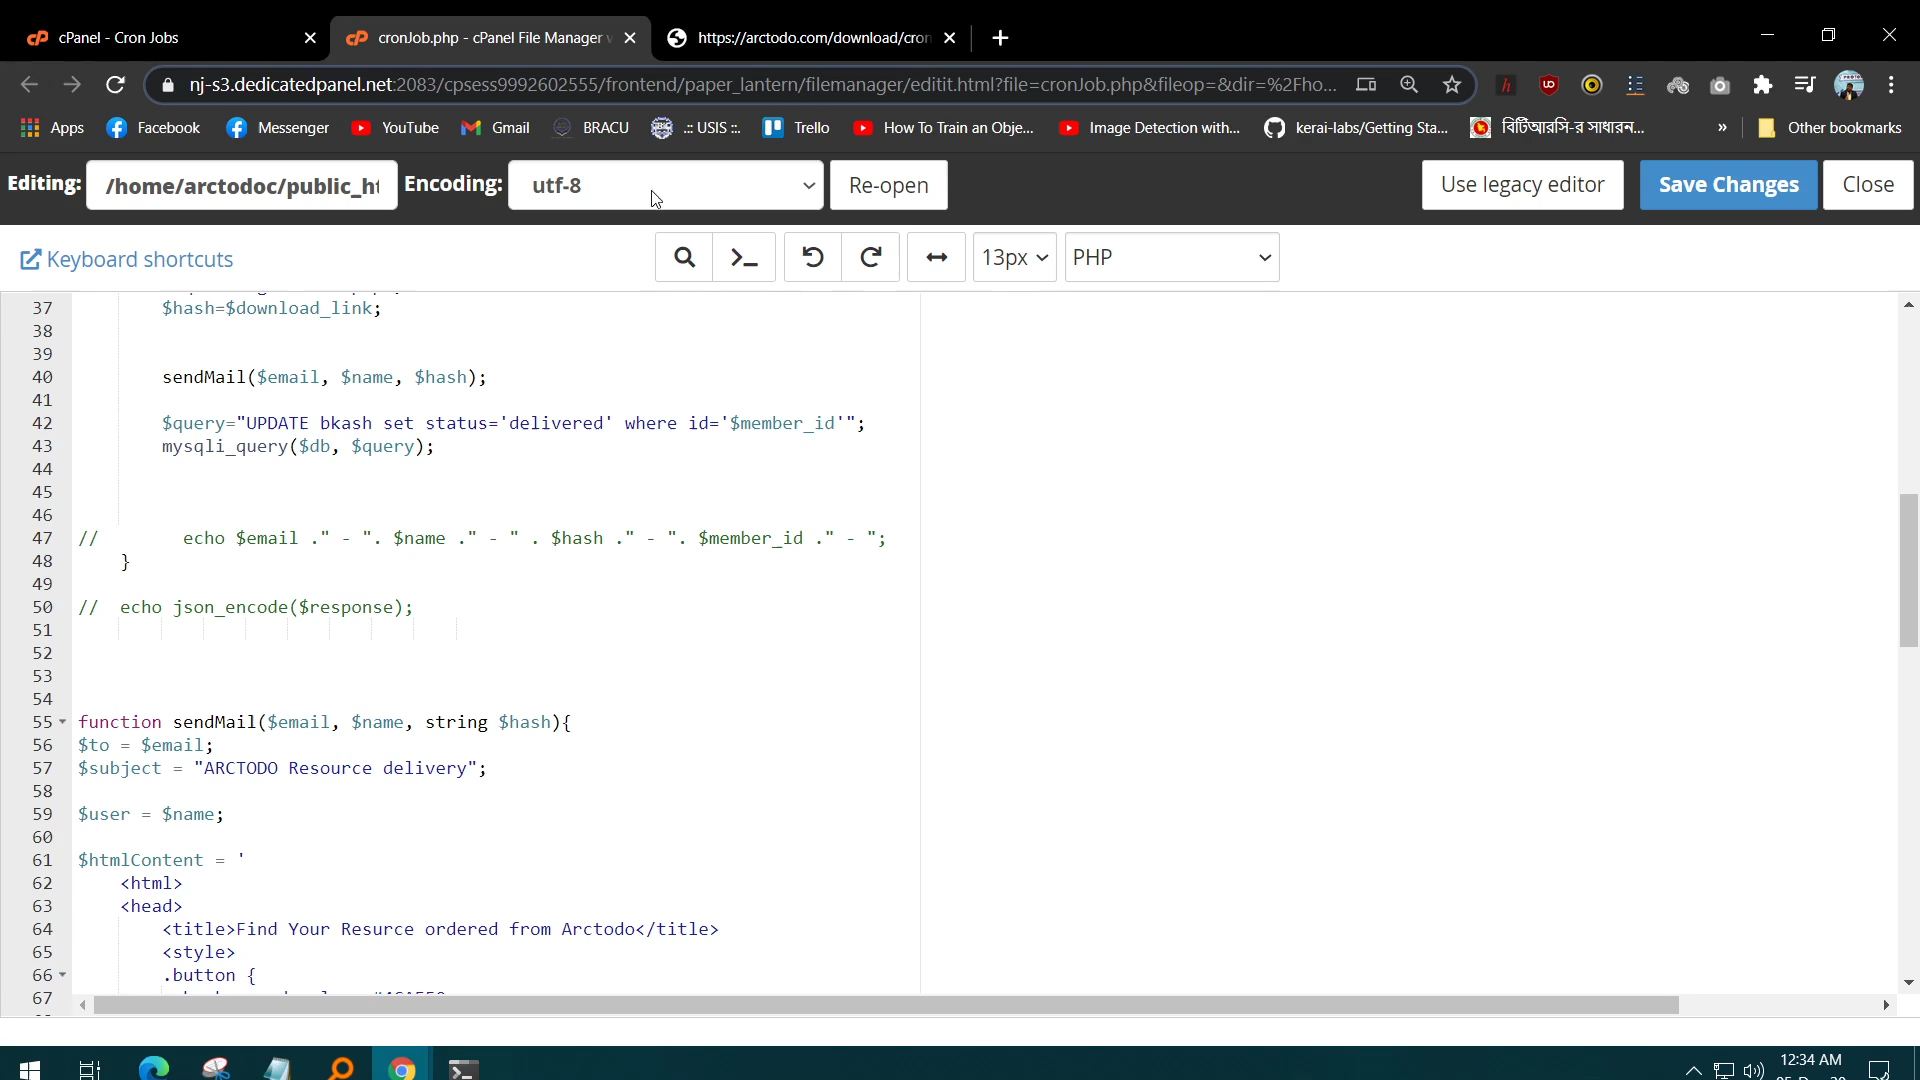 cPanel - Cron Jobs
cronJob.php - cPanel File Manager
https://arctodo.com/download/cron
nj-s3.dedicatedpanel.net:2083/cpsess9992602555/frontend/paper_lantern/filemanager/editit.html?file=cronJob.php&fileop=&dir=%2Fho...
Apps Facebook Messenger YouTube Gmail BRACU .:: USIS ::. Trello How To Train an Obje... Image Detection with... kerai-labs/Getting Sta... বিটিআরসি-র সাধারন... » Other bookmarks
Editing: /home/arctodoc/public_ht Encoding: utf-8 Re-open Use legacy editor Save Changes Close
Keyboard shortcuts 13px PHP
37 $hash=$download_link;
38
39
40 sendMail($email, $name, $hash);
41
42 $query="UPDATE bkash set status='delivered' where id='$member_id'";
43 mysqli_query($db, $query);
44
45
46
47 // echo $email ." - ". $name ." - " . $hash ." - ". $member_id ." - ";
48 }
49
50 // echo json_encode($response);
51
52
53
54
55 function sendMail($email, $name, string $hash){
56 $to = $email;
57 $subject = "ARCTODO Resource delivery";
58
59 $user = $name;
60
61 $htmlContent = '
62 <html>
63 <head>
64 <title>Find Your Resurce ordered from Arctodo</title>
65 <style>
66 .button {
67
12:34 AM